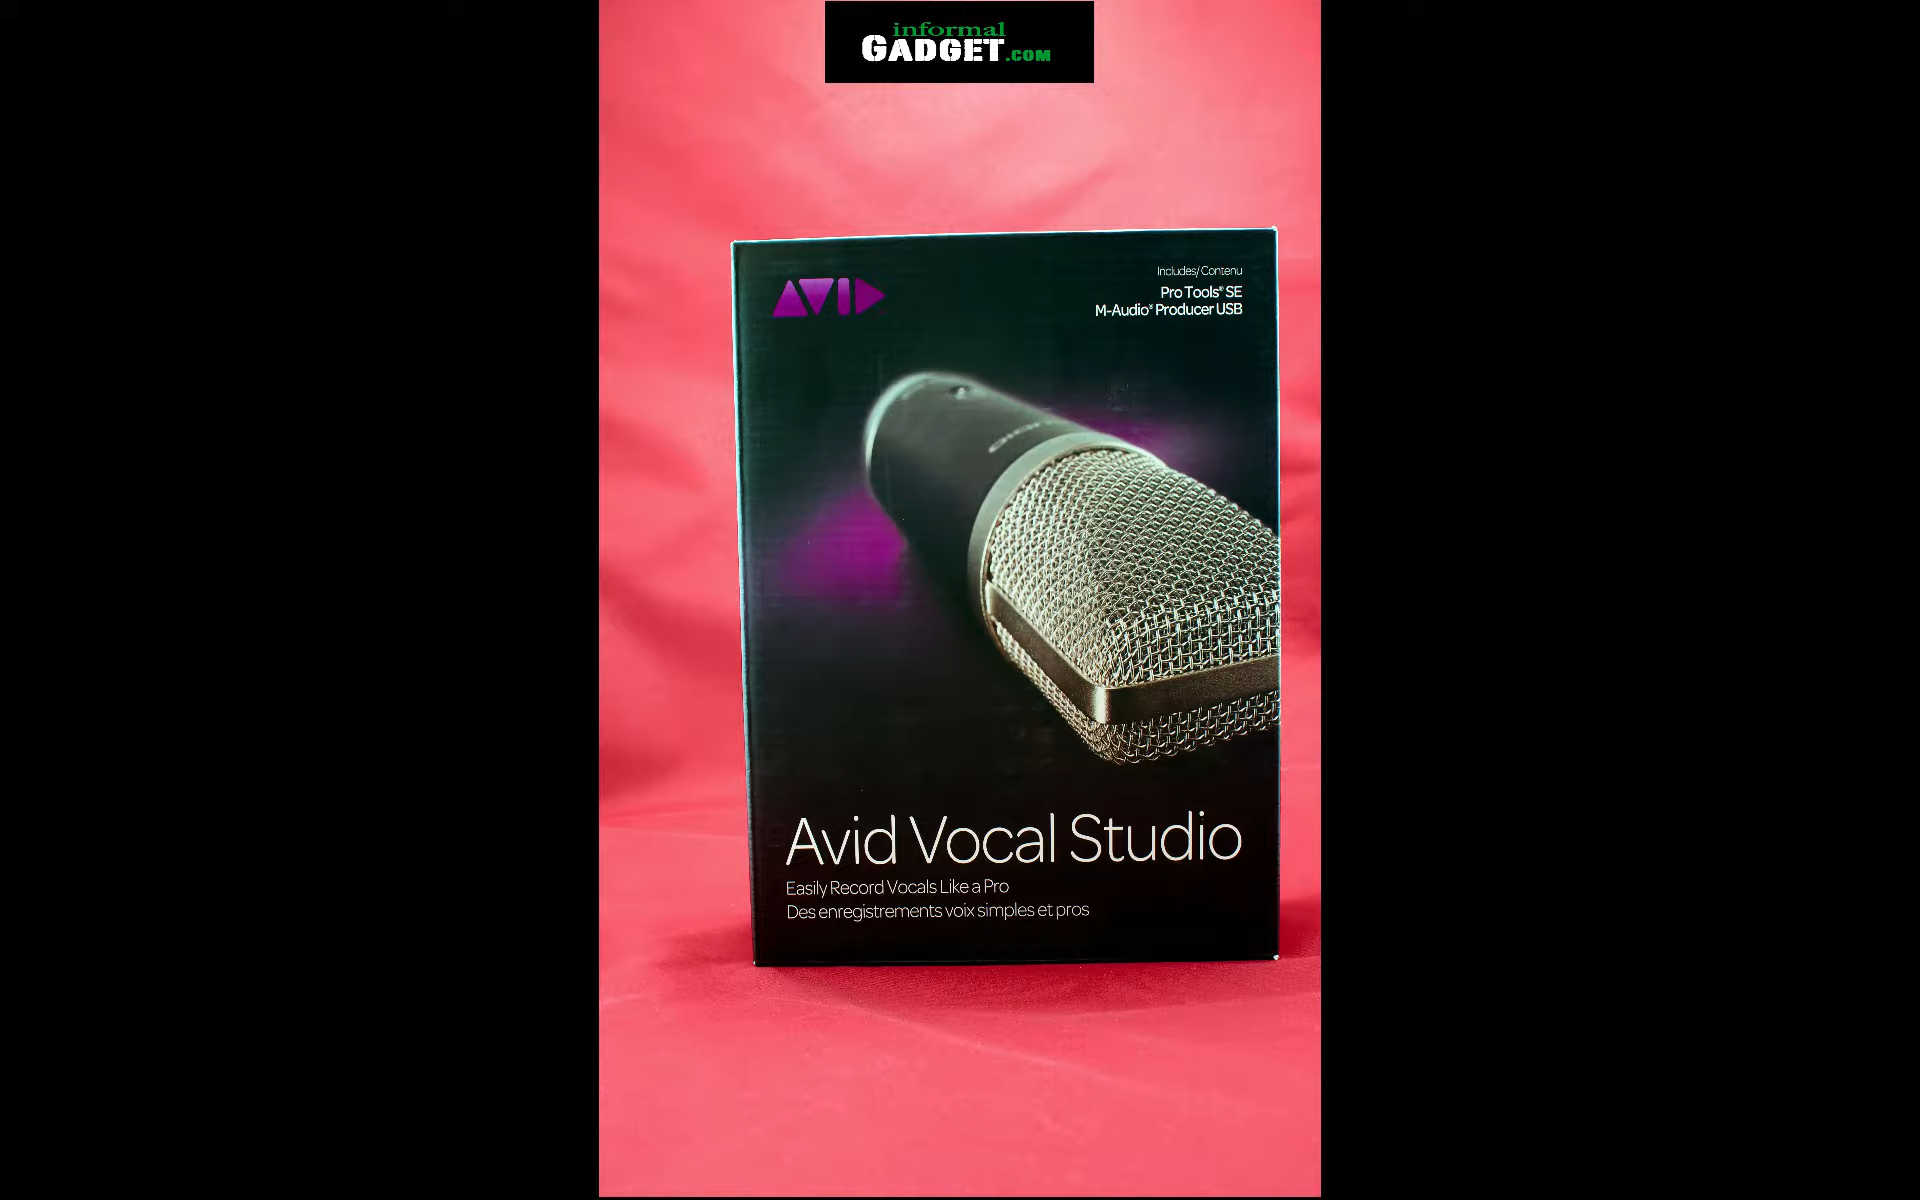 informal
GADGET.COM
AVID
Includes/Contenu
Pro Tools® SE
M-Audio® Producer USB
Avid Vocal Studio
Easily Record Vocals Like a Pro
Des enregistrements voix simples et pros